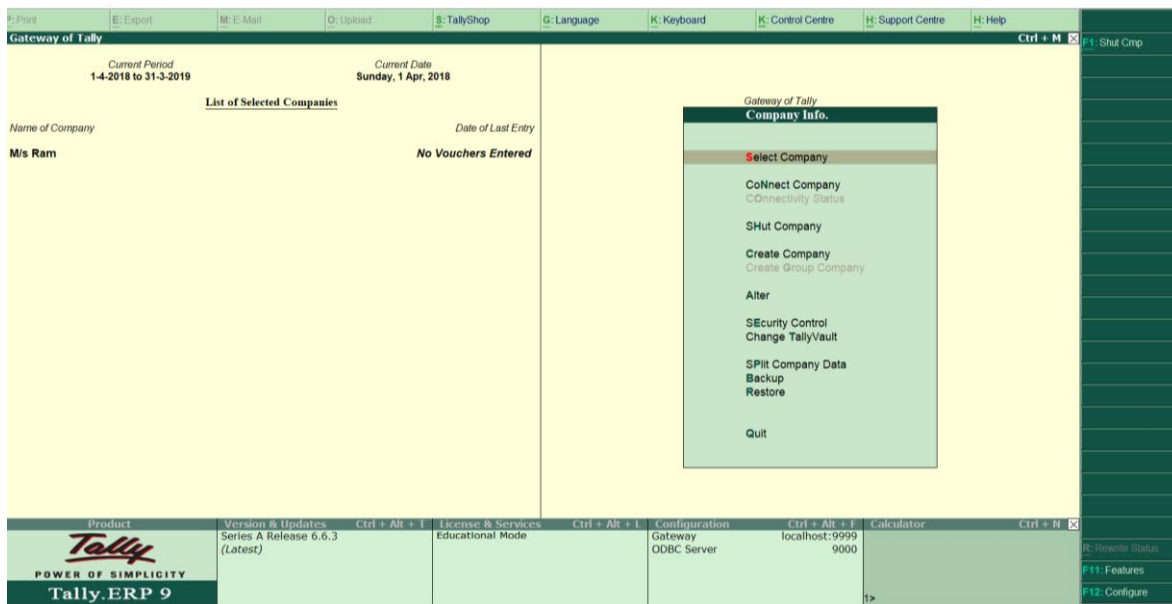 P: Print E: Export M: E-Mail O: Upload S: TallyShop G: Language K: Keyboard K: Control Centre H: Support Centre H: Help
Gateway of Tally Ctrl + M
F1: Shut Cmp
Current Period Current Date
1-4-2018 to 31-3-2019 Sunday, 1 Apr, 2018
List of Selected Companies
Name of Company Date of Last Entry
M/s Ram No Vouchers Entered
Gateway of Tally
Company Info.
Select Company
CoNnect Company
COnnectivity Status
SHut Company
Create Company
Create Group Company
Alter
SEcurity Control
Change TallyVault
SPlit Company Data
Backup
Restore
Quit
Product Version & Updates Ctrl + Alt + T License & Services Ctrl + Alt + L Configuration Ctrl + Alt + F Calculator Ctrl + N
Tally
POWER OF SIMPLICITY
Tally.ERP 9
Series A Release 6.6.3
(Latest)
Educational Mode
Gateway localhost:9999
ODBC Server 9000
1>
R: Rewrite Status
F11: Features
F12: Configure